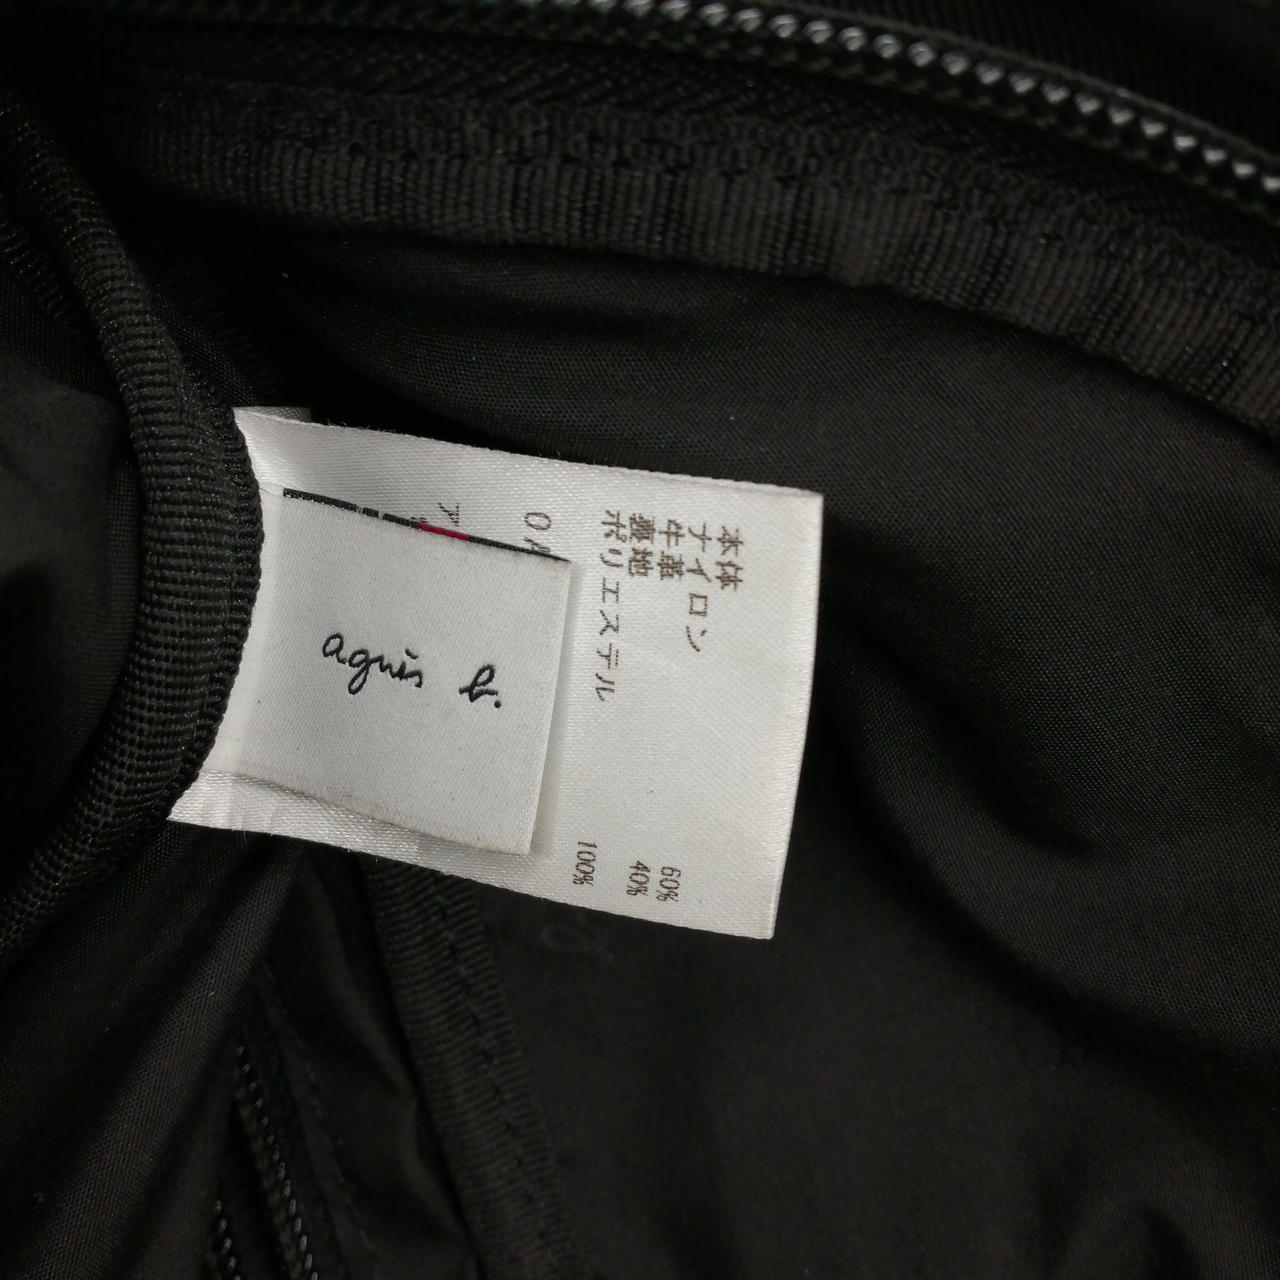 本体
ナイロン 60%
牛革 40%
裏地
ポリエステル 100%
agnès b.